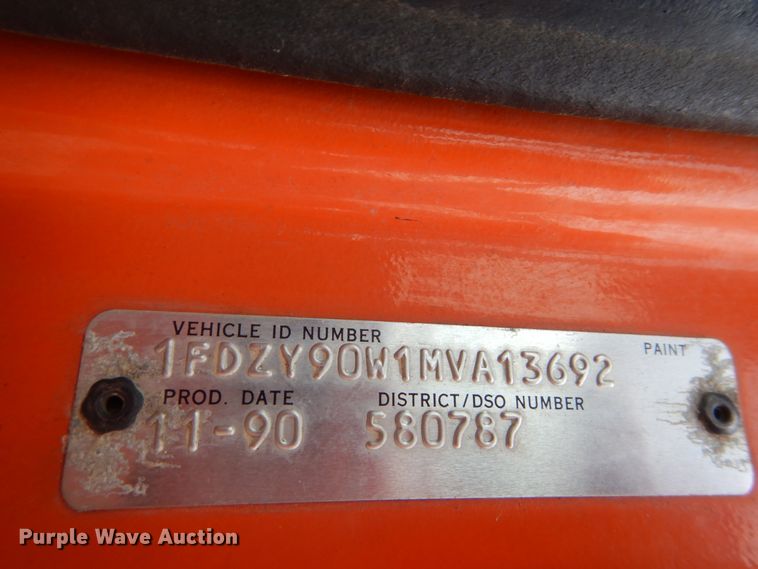 VEHICLE ID NUMBER
PAINT
1FDZY90W1MVA13692
PROD. DATE DISTRICT/DSO NUMBER
11-90 580787
Purple Wave Auction